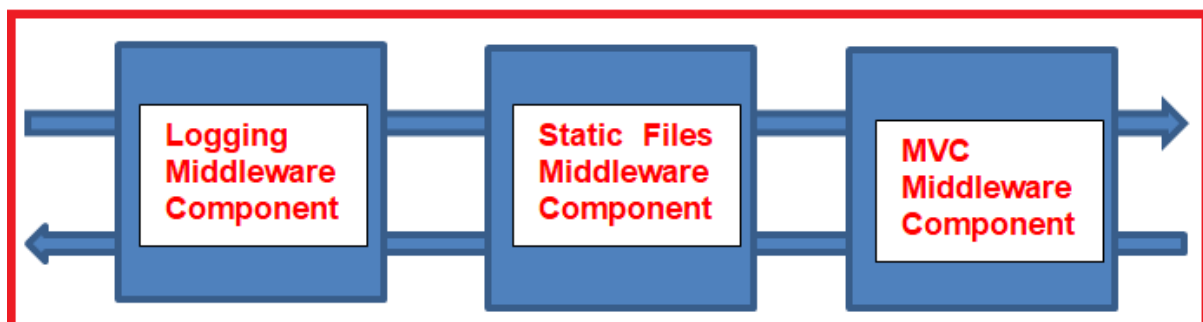 Logging
Middleware
Component
Static Files
Middleware
Component
MVC
Middleware
Component